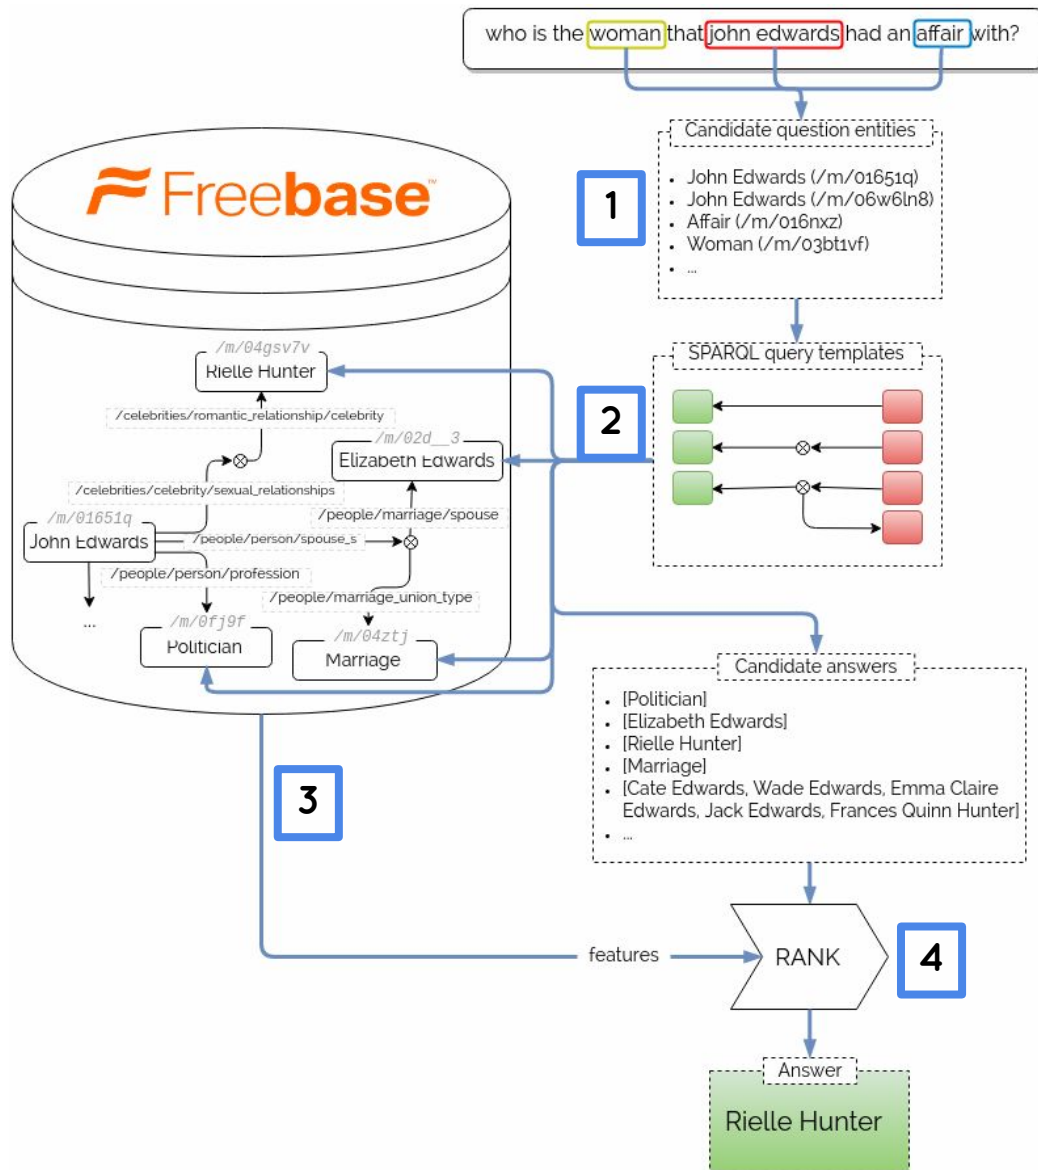 who is the woman that john edwards had an affair with?
Candidate question entities
1
• John Edwards (/m/01651q)
• John Edwards (/m/06w6ln8)
• Affair (/m/016nxz)
• Woman (/m/03bt1vf)
• ...
Freebase™
SPARQL query templates
2
/m/04gsv7v
Rielle Hunter
/celebrities/romantic_relationship/celebrity
/m/02d__3
Elizabeth Edwards
/celebrities/celebrity/sexual_relationships
/people/marriage/spouse
/m/01651q
John Edwards
/people/person/spouse_s
/people/person/profession
/people/marriage_union_type
...
/m/0fj9f
Politician
/m/04ztj
Marriage
Candidate answers
• [Politician]
• [Elizabeth Edwards]
• [Rielle Hunter]
• [Marriage]
• [Cate Edwards, Wade Edwards, Emma Claire
Edwards, Jack Edwards, Frances Quinn Hunter]
• ...
3
features
RANK
4
Answer
Rielle Hunter